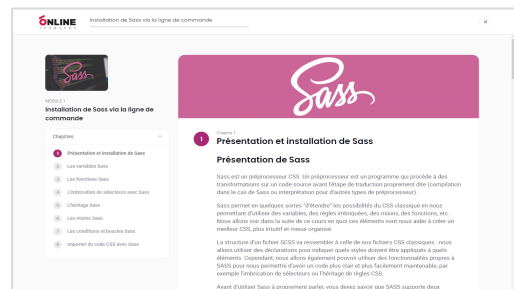 ONLINE
FORMAPRO
Installation de Sass via la ligne de commande
×
Sass
MODULE 1
Installation de Sass via la ligne de
commande
Chapitres
1 Présentation et installation de Sass
2 Les variables Sass
3 Les fonctions Sass
4 L'imbrication de sélecteurs avec Sass
5 L'héritage Sass
6 Les mixins Sass
7 Les conditions et boucles Sass
8 Importer du code CSS avec Sass
Sass
1
Chapitre 1
Présentation et installation de Sass
Présentation de Sass
Sass est un préprocesseur CSS. Un préprocesseur est un programme qui procède à des
transformations sur un code source avant l'étape de traduction proprement dite (compilation
dans le cas de Sass ou interprétation pour d'autres types de préprocesseur).
Sass permet en quelques sortes "d'étendre" les possibilités du CSS classique en nous
permettant d'utiliser des variables, des règles imbriquées, des mixins, des fonctions, etc.
Nous allons voir dans la suite de ce cours en quoi ces éléments vont nous aider à créer un
meilleur CSS, plus intuitif et mieux organisé.
La structure d'un fichier SCSS va ressembler à celle de nos fichiers CSS classiques : nous
allons utiliser des déclarations pour indiquer quels styles doivent être appliqués à quels
éléments. Cependant, nous allons également pouvoir utiliser des fonctionnalités propres à
SASS pour nous permettre d'avoir un code plus clair et plus facilement maintenable, par
exemple l'imbrication de sélecteurs ou l'héritage de règles CSS.
Avant d'utiliser Sass à proprement parler, vous devez savoir que SASS supporte deux